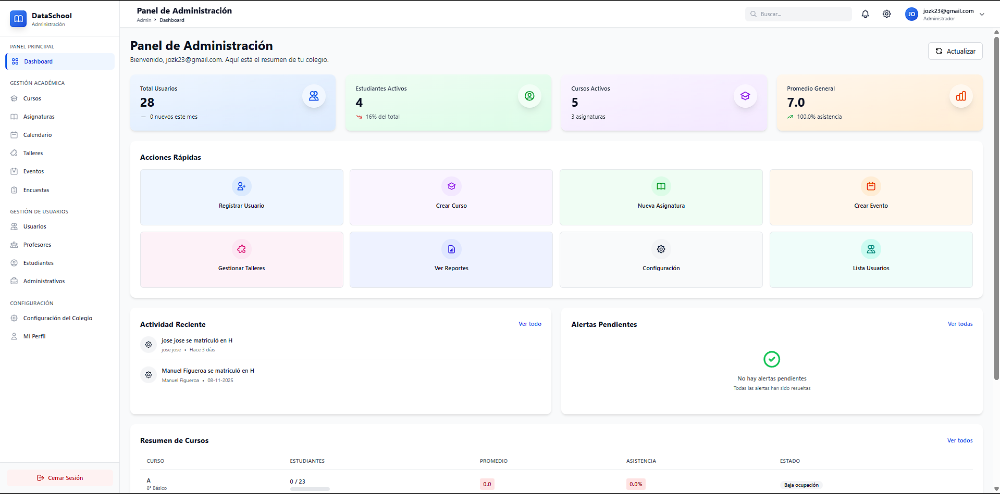 DataSchool
Administración
PANEL PRINCIPAL
Dashboard
GESTIÓN ACADÉMICA
Cursos
Asignaturas
Calendario
Talleres
Eventos
Encuestas
GESTIÓN DE USUARIOS
Usuarios
Profesores
Estudiantes
Administrativos
CONFIGURACIÓN
Configuración del Colegio
Mi Perfil
Cerrar Sesión
Panel de Administración
Admin > Dashboard
Buscar...
JO
jozk23@gmail.com
Administrador
Panel de Administración
Bienvenido, jozk23@gmail.com. Aquí está el resumen de tu colegio.
Actualizar
Total Usuarios
28
0 nuevos este mes
Estudiantes Activos
4
16% del total
Cursos Activos
5
3 asignaturas
Promedio General
7.0
100.0% asistencia
Acciones Rápidas
Registrar Usuario
Crear Curso
Nueva Asignatura
Crear Evento
Gestionar Talleres
Ver Reportes
Configuración
Lista Usuarios
Actividad Reciente
Ver todo
jose jose se matriculó en H
jose jose • Hace 3 días
Manuel Figueroa se matriculó en H
Manuel Figueroa • 08-11-2025
Alertas Pendientes
Ver todas
No hay alertas pendientes
Todas las alertas han sido resueltas
Resumen de Cursos
Ver todos
CURSO ESTUDIANTES PROMEDIO ASISTENCIA ESTADO
A
8° Básico
0 / 23
0.0
0.0%
Baja ocupación